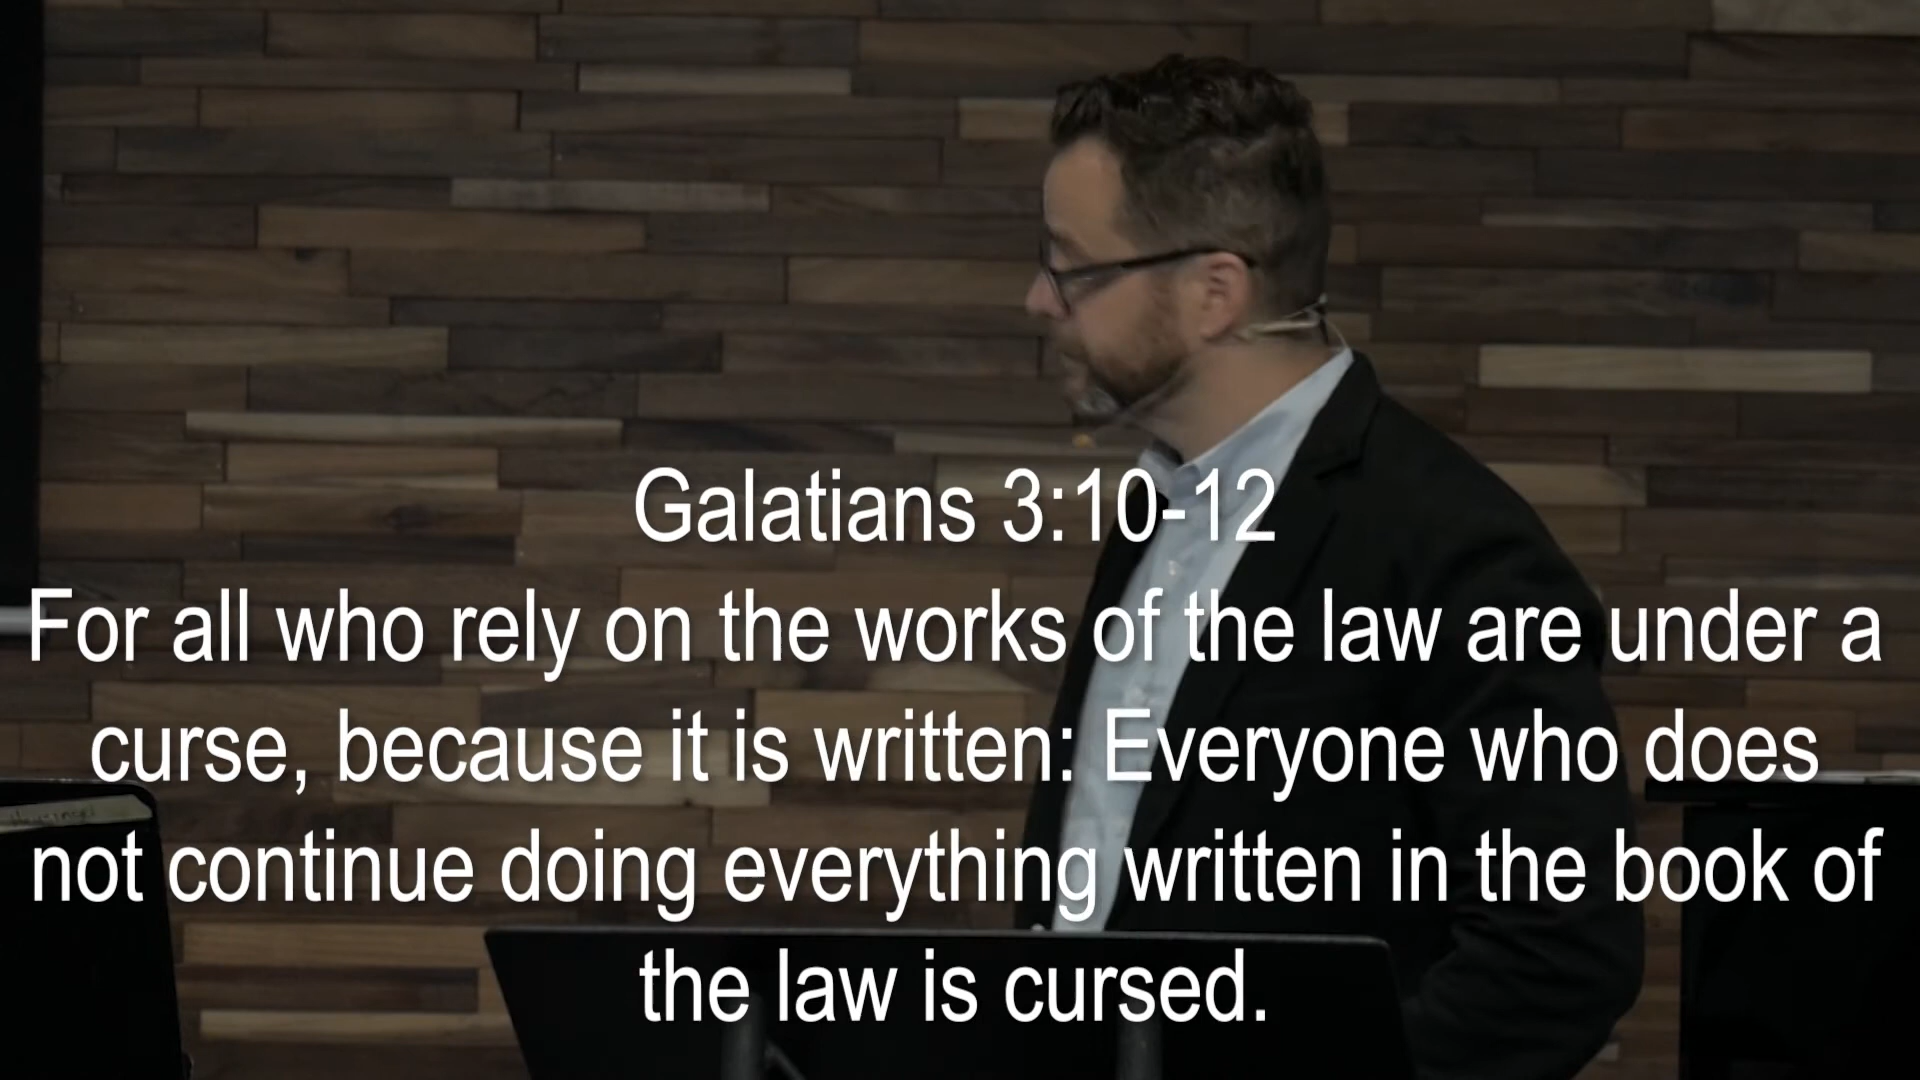 Galatians 3:10-12
For all who rely on the works of the law are under a
curse, because it is written: Everyone who does
not continue doing everything written in the book of
the law is cursed.